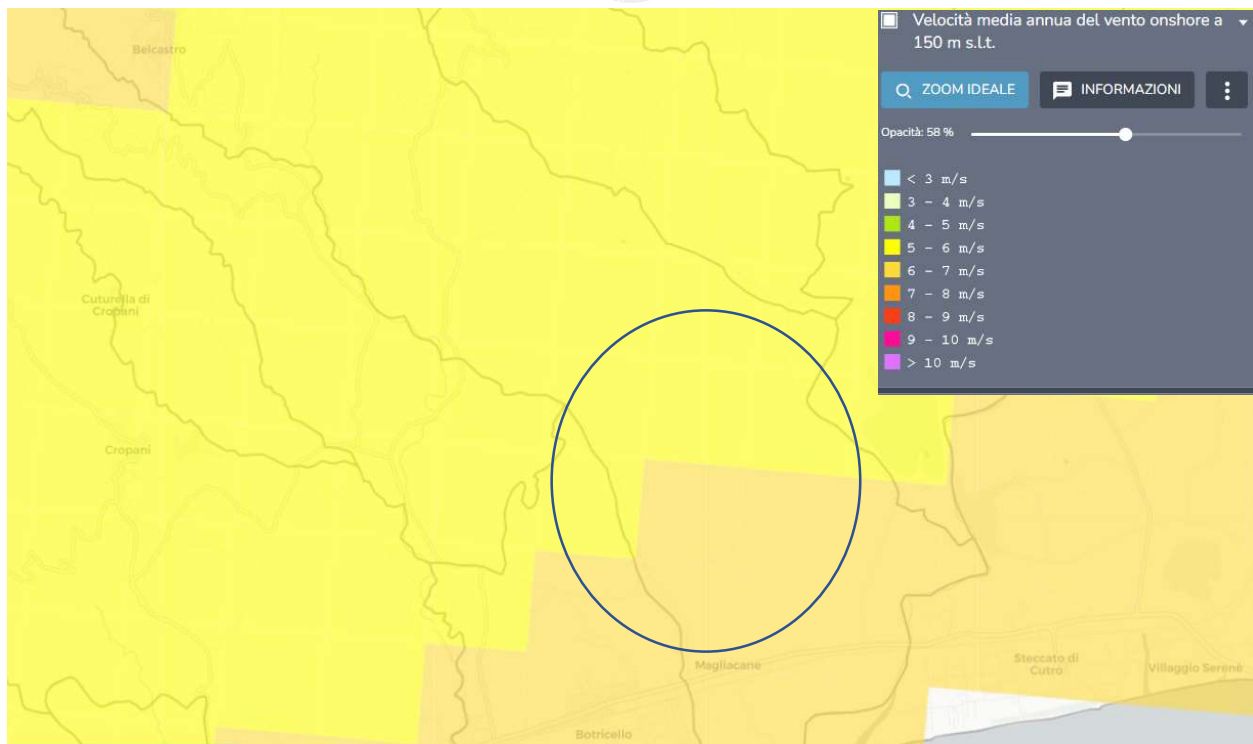 Velocità media annua del vento onshore a
150 m s.l.t.
ZOOM IDEALE
INFORMAZIONI
Opacità: 58 %
< 3 m/s
3 – 4 m/s
4 – 5 m/s
5 – 6 m/s
6 – 7 m/s
7 – 8 m/s
8 – 9 m/s
9 – 10 m/s
> 10 m/s
Belcastro
Cuturella di
Cropani
Cropani
Magliacane
Steccato di
Cutro
Villaggio Serenè
Botricello